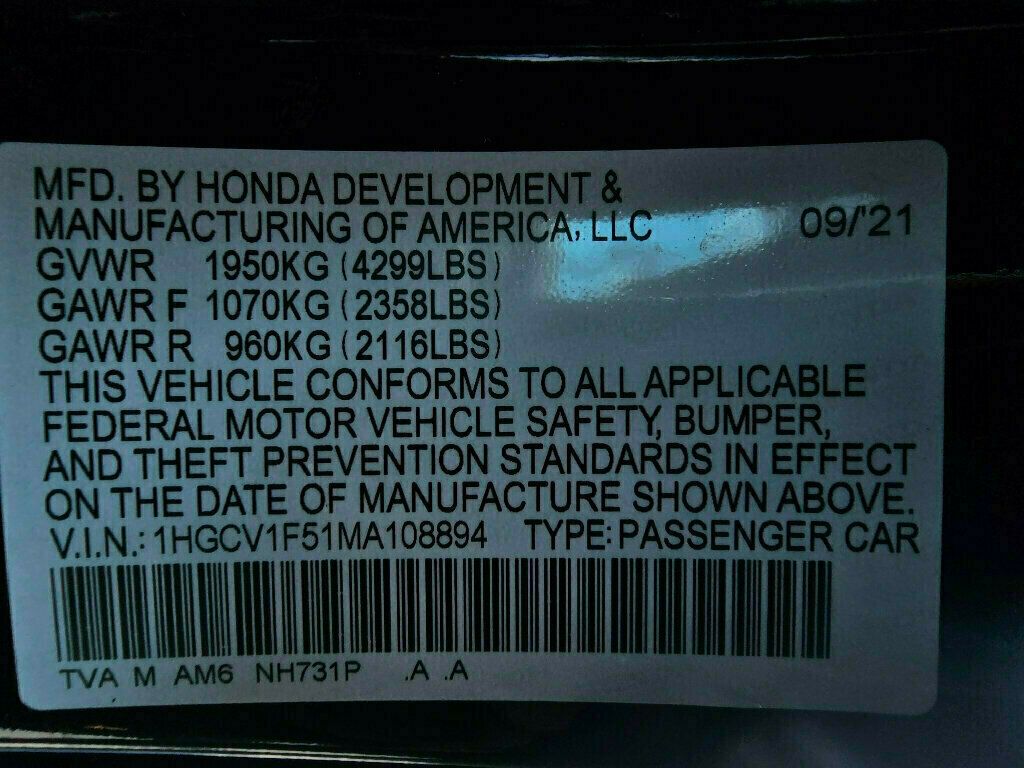 MFD. BY HONDA DEVELOPMENT &
MANUFACTURING OF AMERICA, LLC 09/'21
GVWR 1950KG (4299LBS)
GAWR F 1070KG (2358LBS)
GAWR R 960KG (2116LBS)
THIS VEHICLE CONFORMS TO ALL APPLICABLE
FEDERAL MOTOR VEHICLE SAFETY, BUMPER,
AND THEFT PREVENTION STANDARDS IN EFFECT
ON THE DATE OF MANUFACTURE SHOWN ABOVE.
V.I.N.: 1HGCV1F51MA108894 TYPE: PASSENGER CAR
TVA M AM6 NH731P .A .A